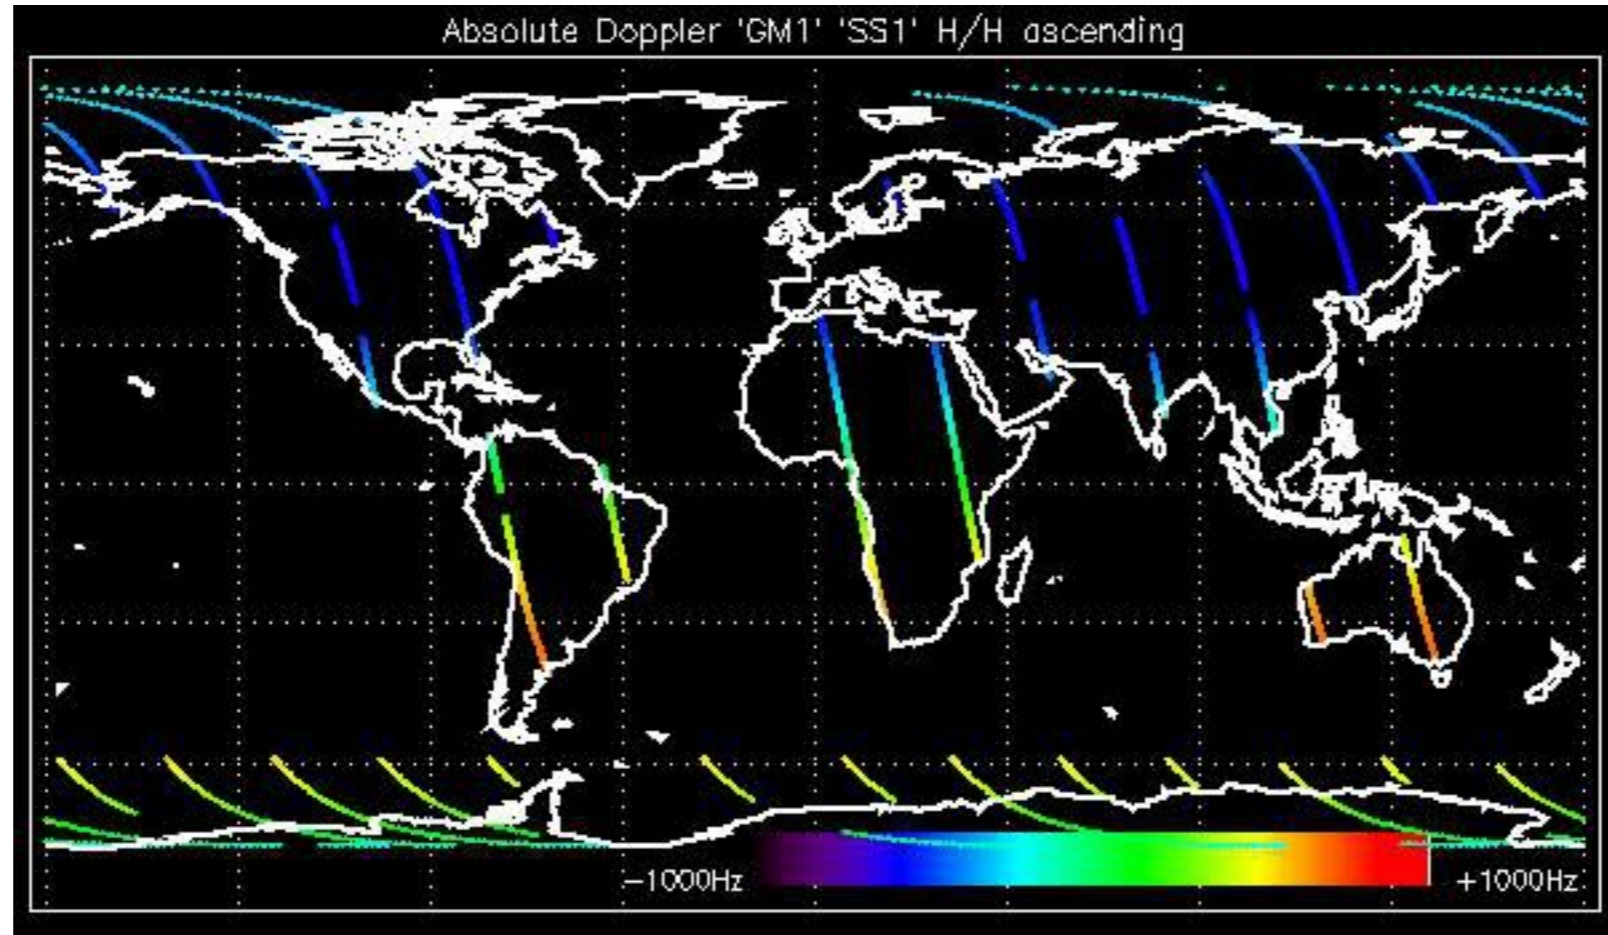 Absolute Doppler 'GM1' 'SS1' H/H ascending
−1000Hz +1000Hz